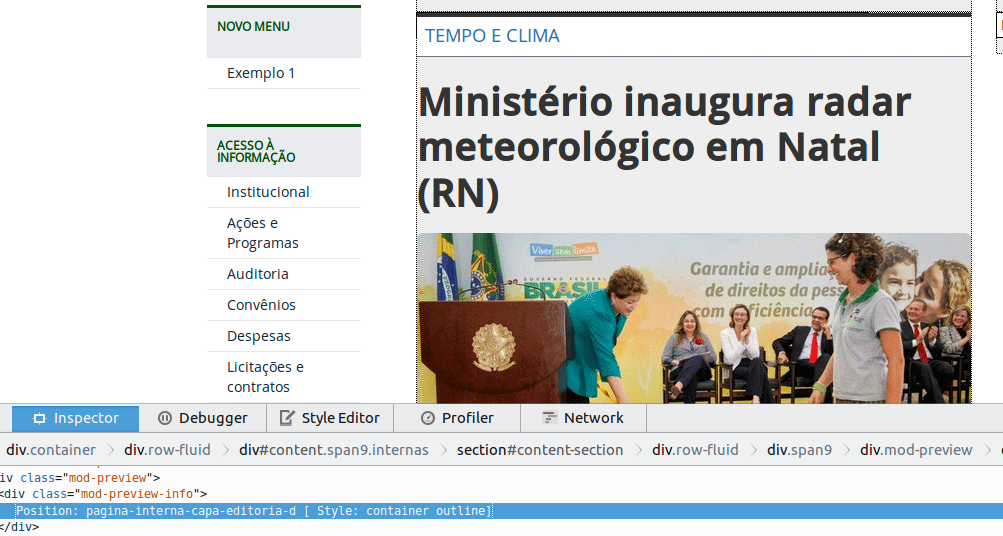 NOVO MENU
Exemplo 1
ACESSO À
INFORMAÇÃO
Institucional
Ações e
Programas
Auditoria
Convênios
Despesas
Licitações e
contratos
TEMPO E CLIMA
Ministério inaugura radar
meteorológico em Natal
(RN)
Viver sem limite
GOVERNO FEDERAL
BRASIL
Garantia e amplia
de direitos da pess
com deficiência
Inspector
Debugger
Style Editor
Profiler
Network
div.container
div.row-fluid
div#content.span9.internas
section#content-section
div.row-fluid
div.span9
div.mod-preview
iv class="mod-preview">
<div class="mod-preview-info">
Position: pagina-interna-capa-editoria-d [ Style: container outline]
</div>